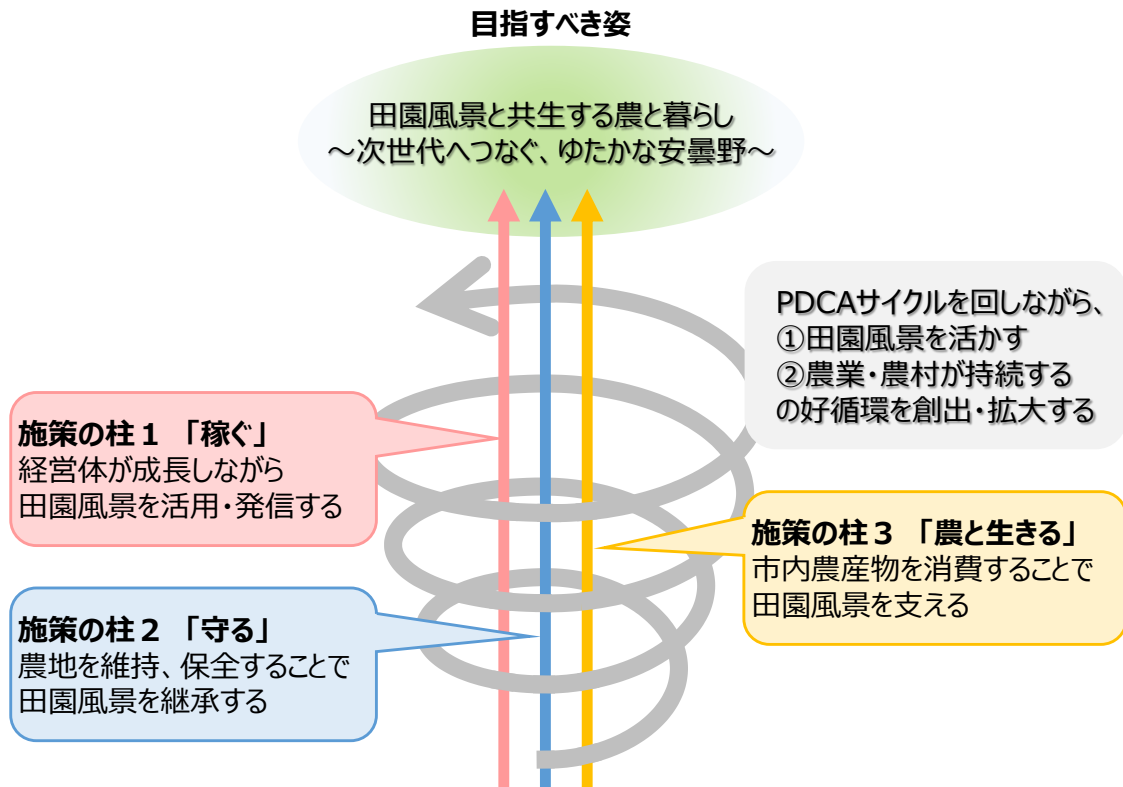 目指すべき姿
田園風景と共生する農と暮らし
～次世代へつなぐ、ゆたかな安曇野～
PDCAサイクルを回しながら、
①田園風景を活かす
②農業・農村が持続する
の好循環を創出・拡大する
施策の柱１ 「稼ぐ」
経営体が成長しながら
田園風景を活用・発信する
施策の柱３ 「農と生きる」
市内農産物を消費することで
田園風景を支える
施策の柱２ 「守る」
農地を維持、保全することで
田園風景を継承する